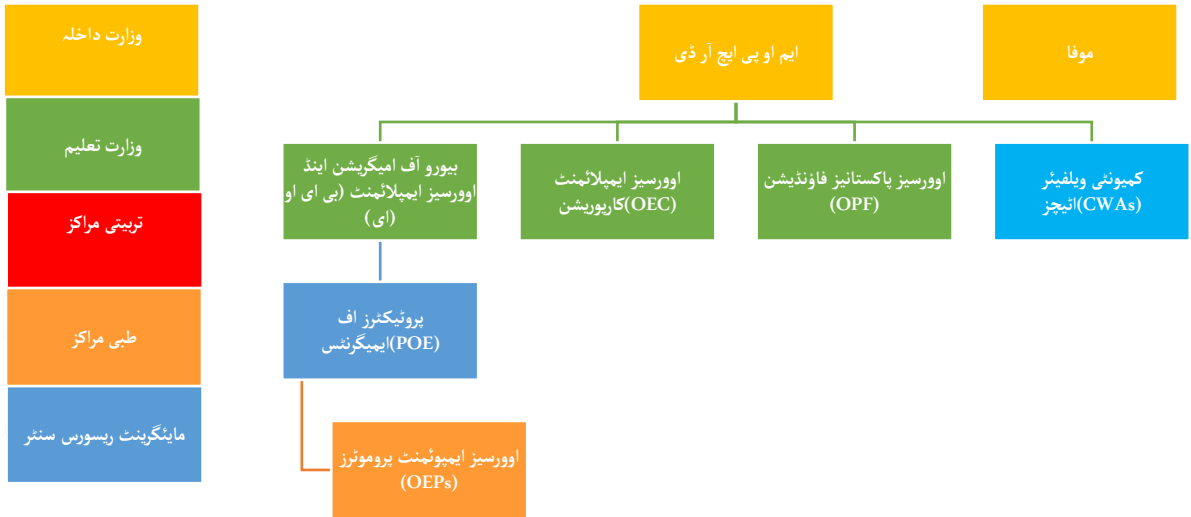 وزارت داخلہ
ایم او پی ایچ آر ڈی
موفا
وزارت تعلیم
بیورو آف امیگریشن اینڈ
اوورسیز ایمپلائمنٹ (بی ای او
ای)
اوورسیز ایمپلائمنٹ
کارپوریشن(OEC)
اوورسیز پاکستانیز فاؤنڈیشن
(OPF)
کمیونٹی ویلفیئر
اٹیچز(CWAs)
تربیتی مراکز
پروٹیکٹرز اف
ایمیگرنٹس(POE)
طبی مراکز
مایئگرینٹ ریسورس سنٹر
اوورسیز ایمپوئمنٹ پروموٹرز
(OEPs)